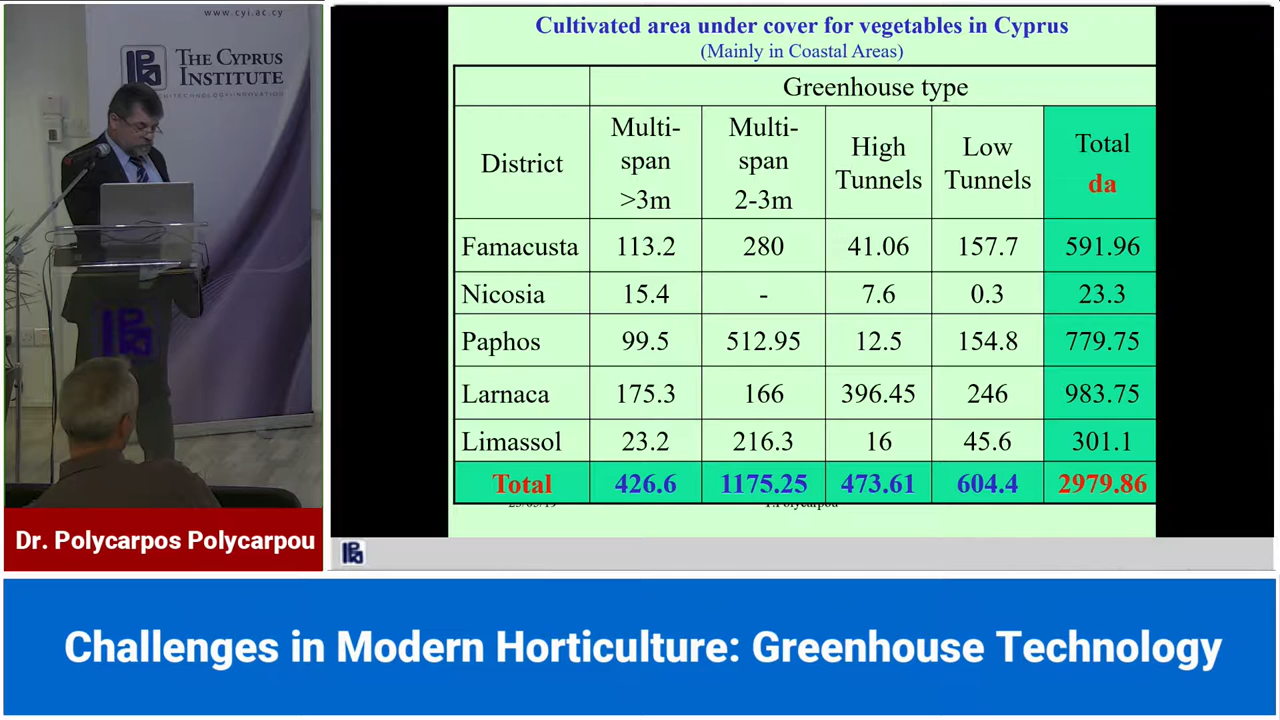 www.cyi.ac.cy
THE CYPRUS
INSTITUTE
Cultivated area under cover for vegetables in Cyprus
(Mainly in Coastal Areas)
Greenhouse type
District Multi-span >3m Multi-span 2-3m High Tunnels Low Tunnels Total da
Famacusta 113.2 280 41.06 157.7 591.96
Nicosia 15.4 - 7.6 0.3 23.3
Paphos 99.5 512.95 12.5 154.8 779.75
Larnaca 175.3 166 396.45 246 983.75
Limassol 23.2 216.3 16 45.6 301.1
Total 426.6 1175.25 473.61 604.4 2979.86
Dr. Polycarpos Polycarpou
Challenges in Modern Horticulture: Greenhouse Technology